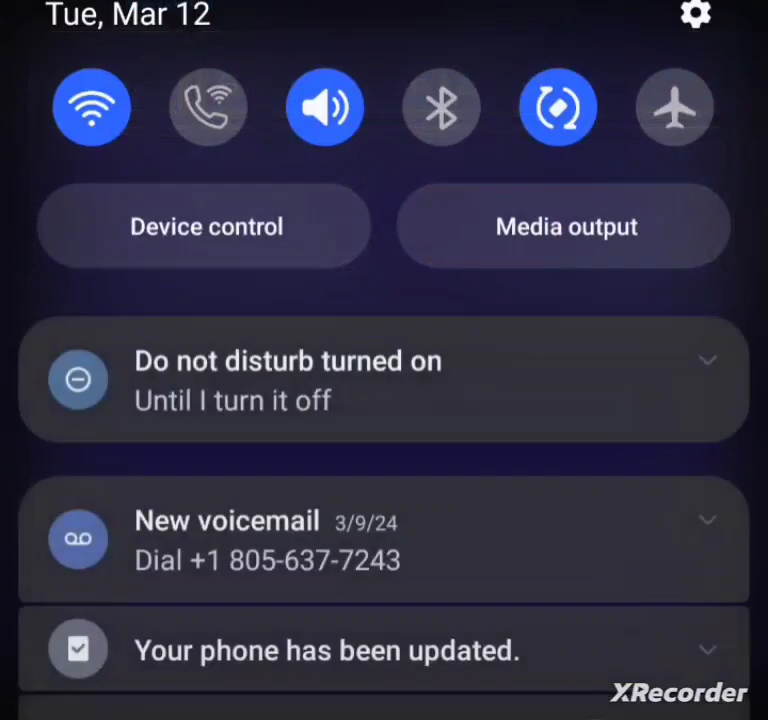 Tue, Mar 12
Device control
Media output
Do not disturb turned on
Until I turn it off
New voicemail 3/9/24
Dial +1 805-637-7243
Your phone has been updated.
XRecorder